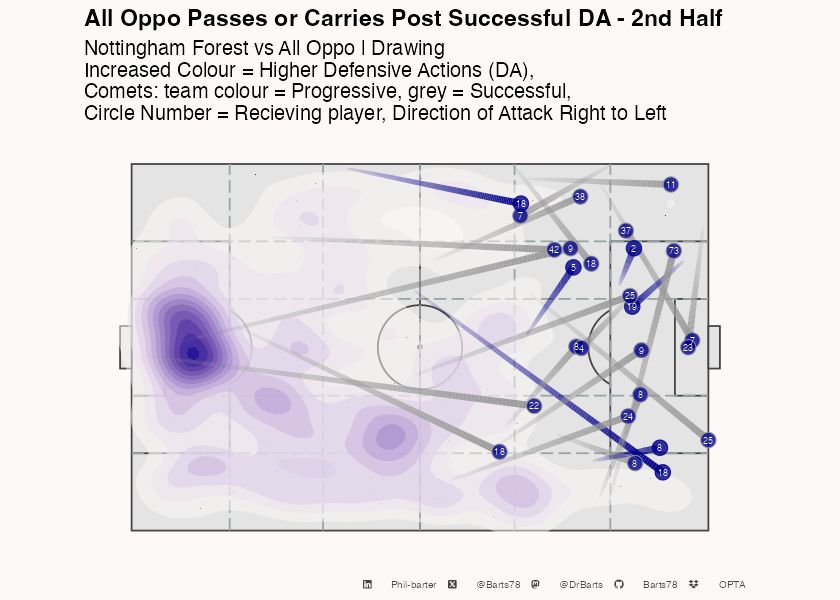 All Oppo Passes or Carries Post Successful DA - 2nd Half
Nottingham Forest vs All Oppo I Drawing
Increased Colour = Higher Defensive Actions (DA),
Comets: team colour = Progressive, grey = Successful,
Circle Number = Recieving player, Direction of Attack Right to Left
11
38
18
7
37
42 9 2 73
5 18
25
19
7
8 4 9 23
8
22
24
25
18 8
8
18
Phil-barter @Barts78 @DrBarts Barts78 OPTA